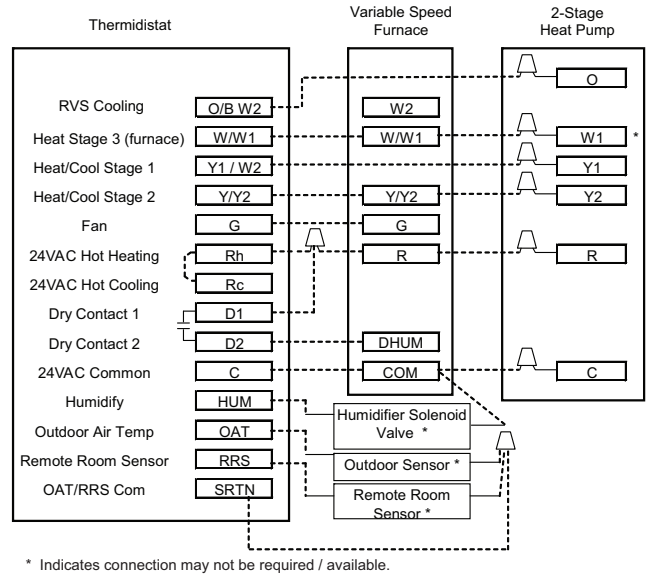 Thermidistat
Variable Speed
Furnace
2-Stage
Heat Pump
O
RVS Cooling O/B W2 W2
Heat Stage 3 (furnace) W/W1 W/W1 W1 *
Heat/Cool Stage 1 Y1 / W2 Y1
Heat/Cool Stage 2 Y/Y2 Y/Y2 Y2
Fan G G
24VAC Hot Heating Rh R R
24VAC Hot Cooling Rc
Dry Contact 1 D1
Dry Contact 2 D2 DHUM
24VAC Common C COM C
Humidify HUM
Humidifier Solenoid
Valve *
Outdoor Air Temp OAT
Outdoor Sensor *
Remote Room Sensor RRS
Remote Room
Sensor *
OAT/RRS Com SRTN
* Indicates connection may not be required / available.